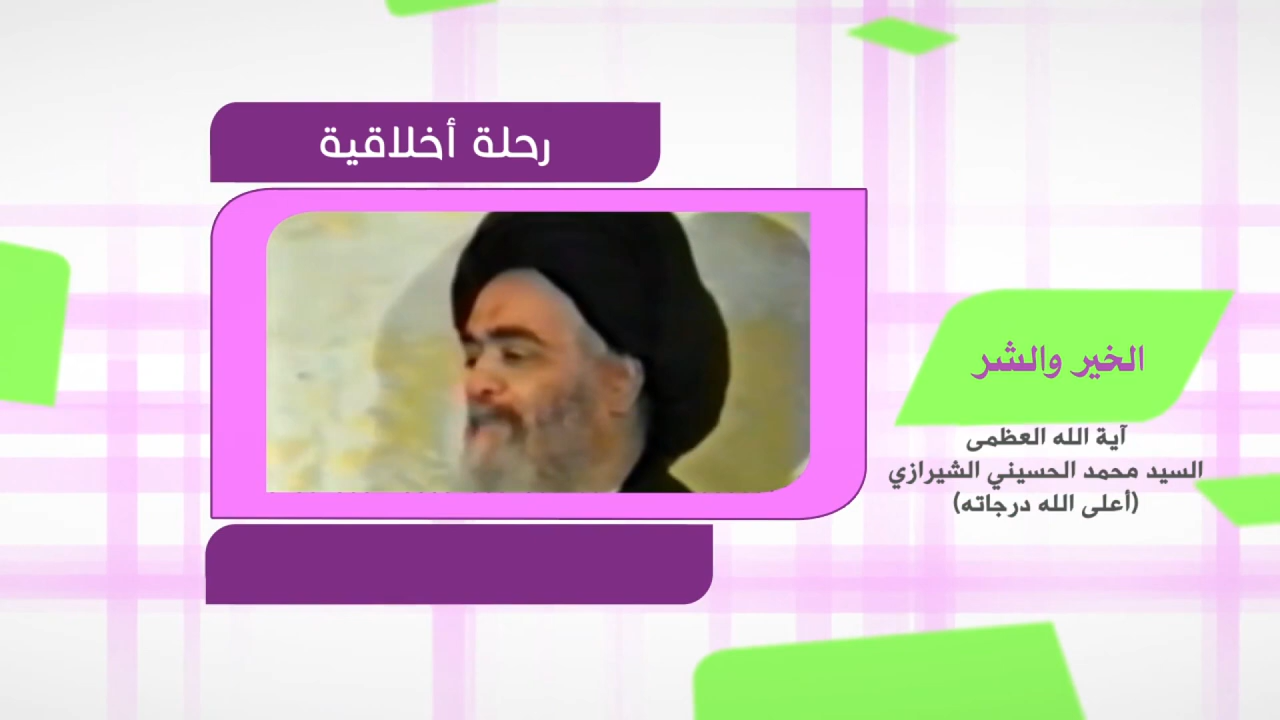 رحلة أخلاقية
الخير والشر
آية الله العظمى
السيد محمد الحسيني الشيرازي
(أعلى الله درجاته)